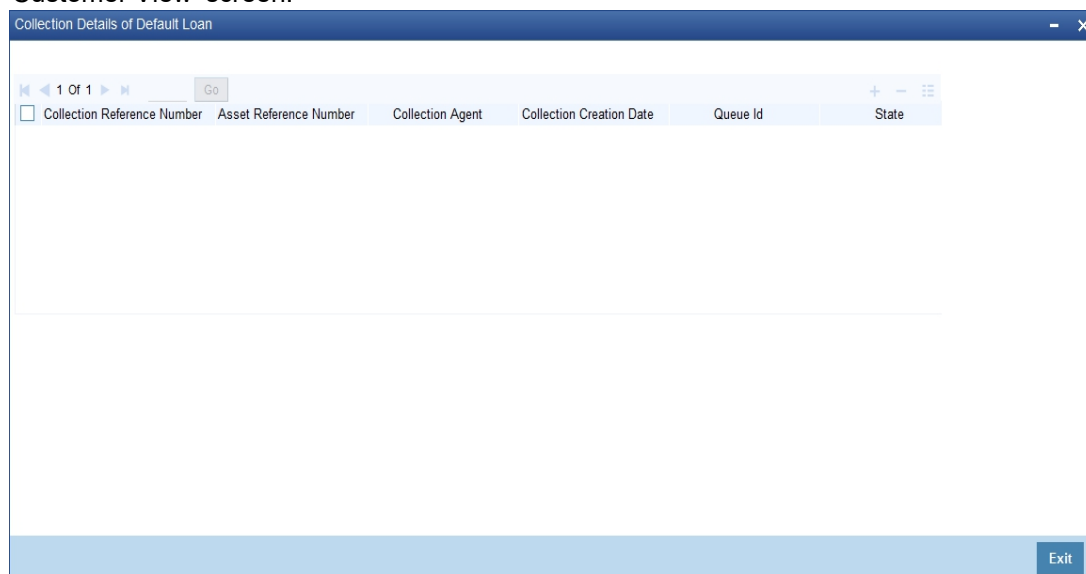 Customer View' screen.
Collection Details of Default Loan
1 Of 1 Go
Collection Reference Number Asset Reference Number Collection Agent Collection Creation Date Queue Id State
Exit